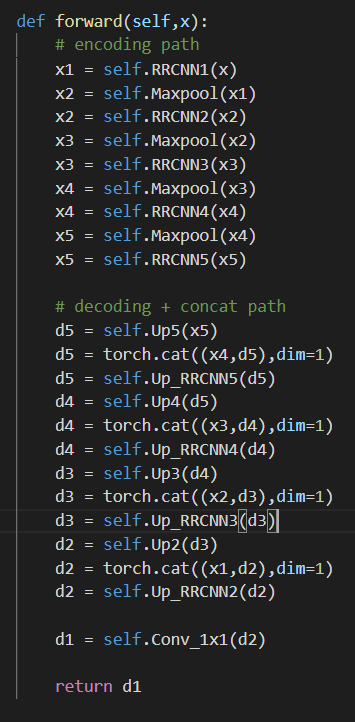 def forward(self,x):
    # encoding path
    x1 = self.RRCNN1(x)
    x2 = self.Maxpool(x1)
    x2 = self.RRCNN2(x2)
    x3 = self.Maxpool(x2)
    x3 = self.RRCNN3(x3)
    x4 = self.Maxpool(x3)
    x4 = self.RRCNN4(x4)
    x5 = self.Maxpool(x4)
    x5 = self.RRCNN5(x5)

    # decoding + concat path
    d5 = self.Up5(x5)
    d5 = torch.cat((x4,d5),dim=1)
    d5 = self.Up_RRCNN5(d5)
    d4 = self.Up4(d5)
    d4 = torch.cat((x3,d4),dim=1)
    d4 = self.Up_RRCNN4(d4)
    d3 = self.Up3(d4)
    d3 = torch.cat((x2,d3),dim=1)
    d3 = self.Up_RRCNN3(d3)
    d2 = self.Up2(d3)
    d2 = torch.cat((x1,d2),dim=1)
    d2 = self.Up_RRCNN2(d2)

    d1 = self.Conv_1x1(d2)

    return d1